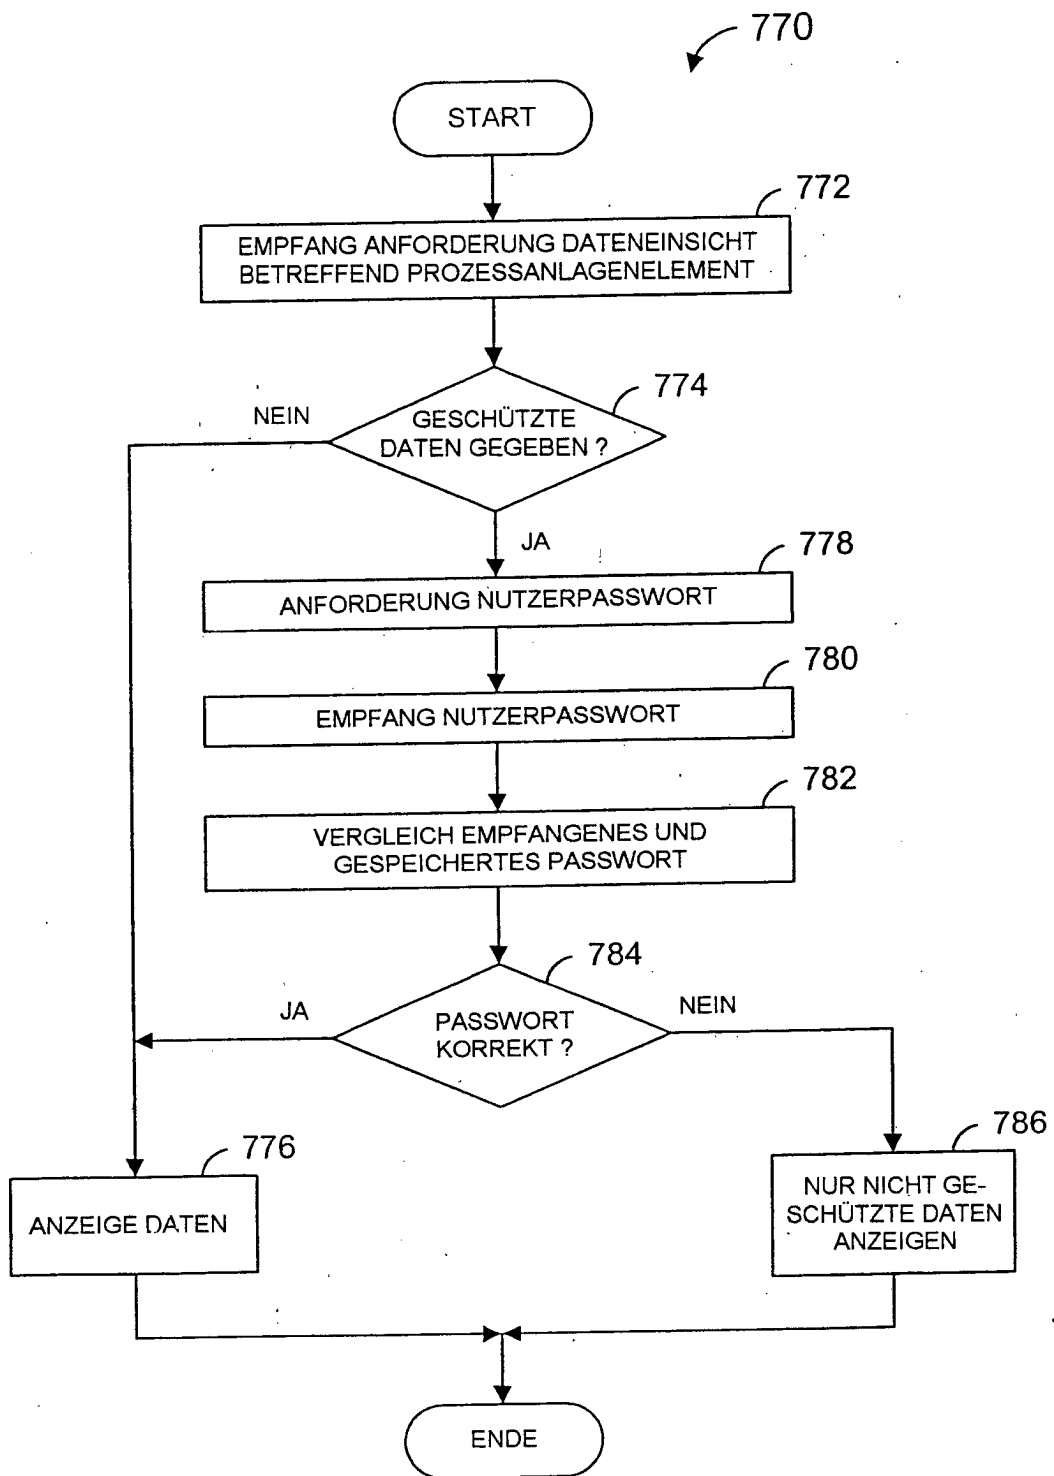 770
START
772
EMPFANG ANFORDERUNG DATENEINSICHT
BETREFFEND PROZESSANLAGENELEMENT
774
NEIN
GESCHÜTZTE
DATEN GEGEBEN ?
JA
778
ANFORDERUNG NUTZERPASSWORT
780
EMPFANG NUTZERPASSWORT
782
VERGLEICH EMPFANGENES UND
GESPEICHERTES PASSWORT
784
JA
NEIN
PASSWORT
KORREKT ?
776
ANZEIGE DATEN
786
NUR NICHT GE-
SCHÜTZTE DATEN
ANZEIGEN
ENDE